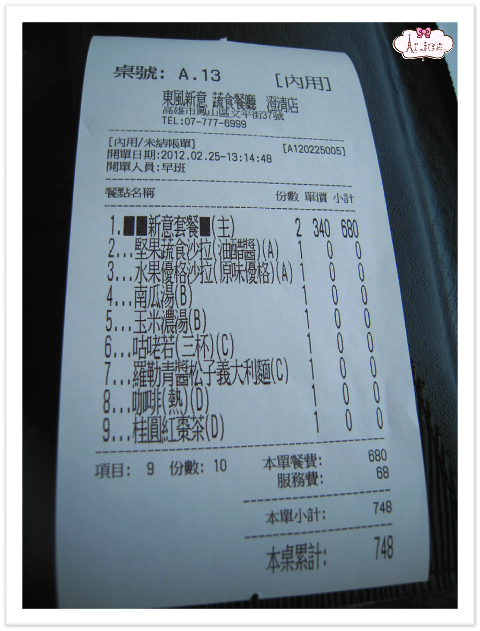 桌號: A.13 [內用]
東風新意 蔬食餐廳 澄清店
高雄市鳳山區文平街37號
TEL:07-777-6999
[內用/未結帳單] [A120225005]
開單日期:2012.02.25-13:14:48
開單人員:早班
餐點名稱 份數 單價 小計
1.■■新意套餐■(主) 2 340 680
2...堅果蔬食沙拉(油醋醬)(A) 1 0 0
3...水果優格沙拉(原味優格)(A) 1 0 0
4...南瓜湯(B) 1 0 0
5...玉米濃湯(B) 1 0 0
6...咕咾若(三杯)(C) 1 0 0
7...羅勒青醬松子義大利麵(C) 1 0 0
8...咖啡(熱)(D) 1 0 0
9...桂圓紅棗茶(D) 1 0 0
項目: 9 份數: 10 本單餐費: 680
服務費: 68
本單小計: 748
本桌累計: 748